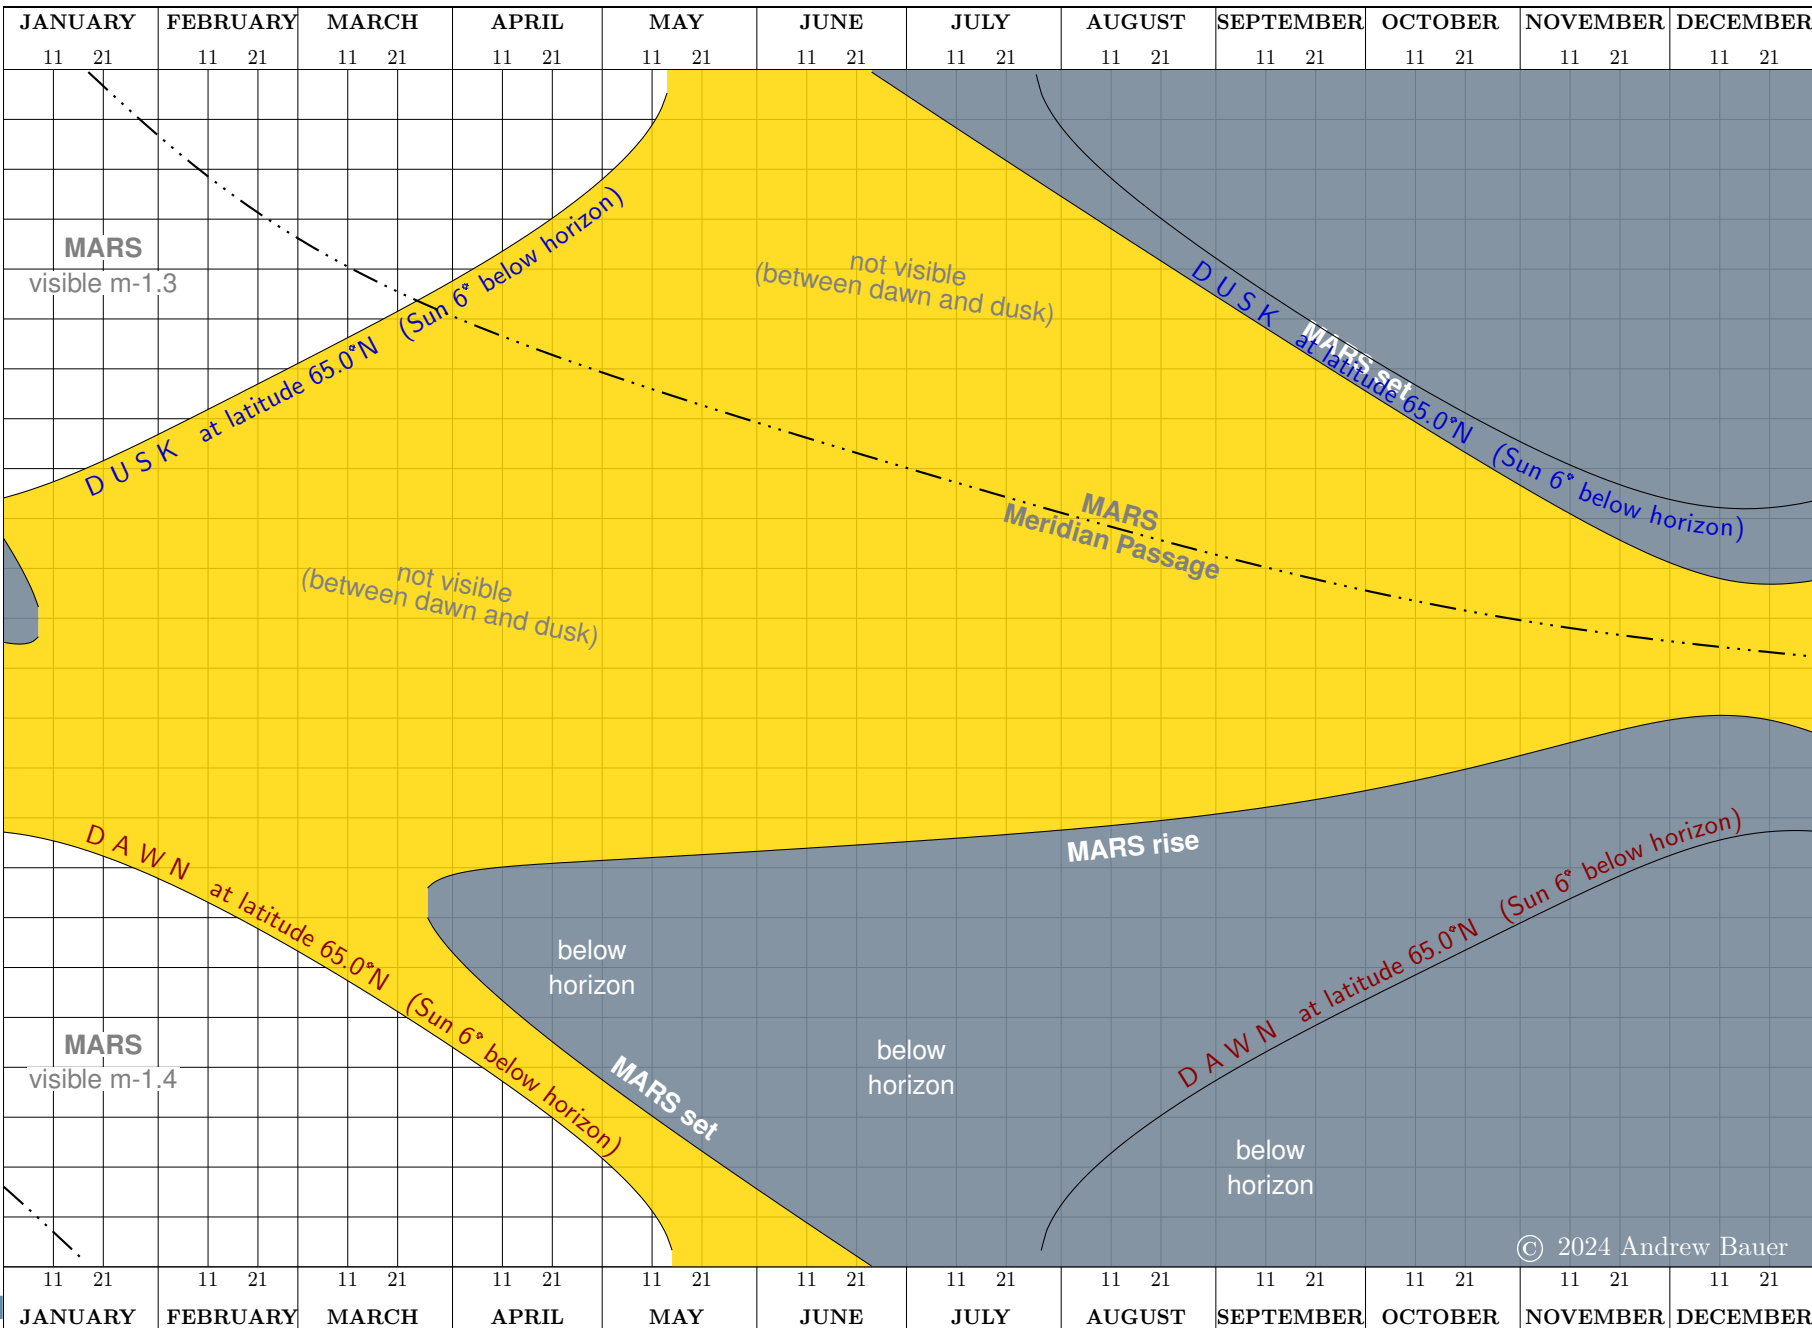 JANUARY FEBRUARY MARCH APRIL MAY JUNE JULY AUGUST SEPTEMBER OCTOBER NOVEMBER DECEMBER
11 21 11 21 11 21 11 21 11 21 11 21 11 21 11 21 11 21 11 21 11 21 11 21
MARS
visible m-1.3
DUSK at latitude 65.0°N (Sun 6° below horizon)
not visible
(between dawn and dusk)
DUSK at latitude 65.0°N (Sun 6° below horizon)
MARS set
MARS
Meridian Passage
not visible
(between dawn and dusk)
DAWN at latitude 65.0°N (Sun 6° below horizon)
MARS rise
DAWN at latitude 65.0°N (Sun 6° below horizon)
below
horizon
MARS
visible m-1.4
MARS set
below
horizon
below
horizon
© 2024 Andrew Bauer
11 21 11 21 11 21 11 21 11 21 11 21 11 21 11 21 11 21 11 21 11 21 11 21
JANUARY FEBRUARY MARCH APRIL MAY JUNE JULY AUGUST SEPTEMBER OCTOBER NOVEMBER DECEMBER